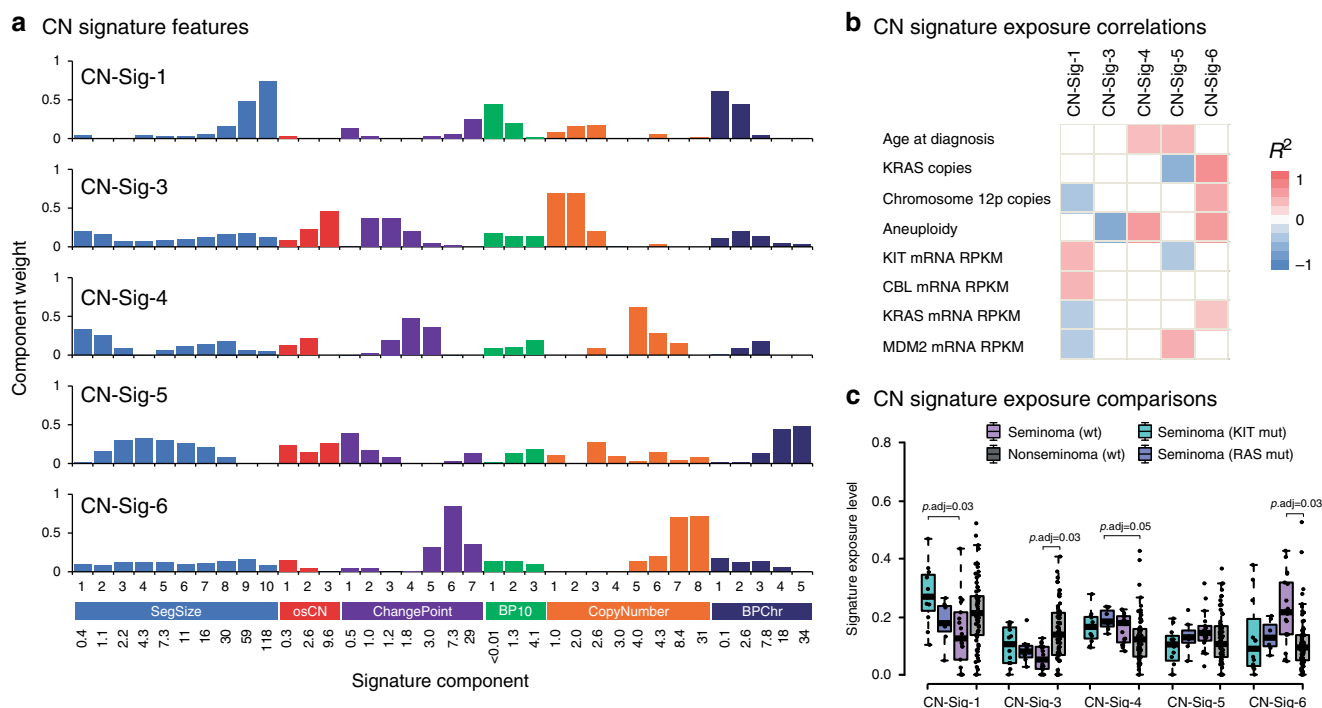 a CN signature features
CN-Sig-1
1
0.5
0
CN-Sig-3
1
0.5
0
CN-Sig-4
1
0.5
0
CN-Sig-5
1
0.5
0
CN-Sig-6
1
0.5
0
Component weight
1 2 3 4 5 6 7 8 9 10 1 2 3 1 2 3 4 5 6 7 1 2 3 1 2 3 4 5 6 7 8 1 2 3 4 5
SegSize osCN ChangePoint BP10 CopyNumber BPChr
0.4 1.1 2.2 4.3 7.3 11 16 30 59 118 0.3 2.6 9.6 0.5 1.0 1.2 1.8 3.0 7.3 29 <0.01 1.3 4.1 1.0 2.0 2.6 3.0 4.0 4.3 8.4 31 0.1 2.6 7.8 18 34
Signature component
b CN signature exposure correlations
CN-Sig-1 CN-Sig-3 CN-Sig-4 CN-Sig-5 CN-Sig-6
Age at diagnosis
KRAS copies
Chromosome 12p copies
Aneuploidy
KIT mRNA RPKM
CBL mRNA RPKM
KRAS mRNA RPKM
MDM2 mRNA RPKM
R²
1
0
−1
c CN signature exposure comparisons
Seminoma (wt) Seminoma (KIT mut)
Nonseminoma (wt) Seminoma (RAS mut)
Signature exposure level
0.8
0.6
0.4
0.2
0.0
p.adj=0.03
p.adj=0.03
p.adj=0.05
p.adj=0.03
CN-Sig-1 CN-Sig-3 CN-Sig-4 CN-Sig-5 CN-Sig-6